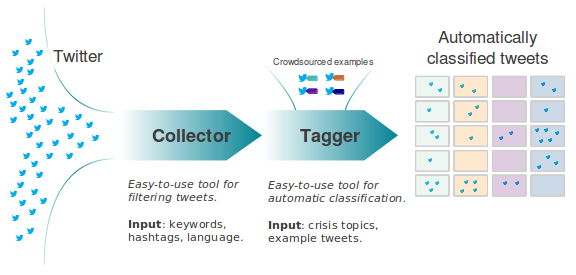 Twitter
Crowdsourced examples
Automatically
classified tweets
Collector
Tagger
Easy-to-use tool for
filtering tweets.
Input: keywords,
hashtags, language.
Easy-to-use tool for
automatic classification.
Input: crisis topics,
example tweets.